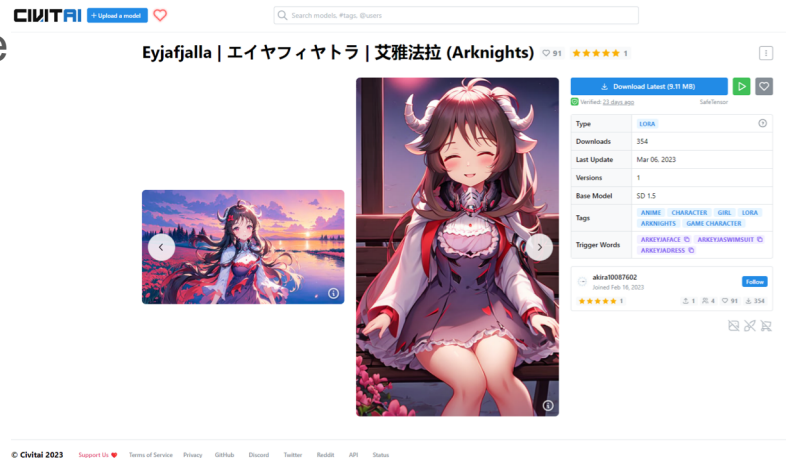 CIVITAI
+ Upload a model
Search models, #tags, @users
e
Eyjafjalla | エイヤフィヤトラ | 艾雅法拉 (Arknights)
91
1
Download Latest (9.11 MB)
Verified: 23 days ago
SafeTensor
Type
LORA
Downloads
354
Last Update
Mar 06, 2023
Versions
1
Base Model
SD 1.5
Tags
ANIME CHARACTER GIRL LORA
ARKNIGHTS GAME CHARACTER
Trigger Words
ARKEYJAFACE ARKEYJASWIMSUIT
ARKEYJADRESS
akira10087602
Joined Feb 16, 2023
Follow
1
1 4 91 354
© Civitai 2023 Support Us Terms of Service Privacy GitHub Discord Twitter Reddit API Status